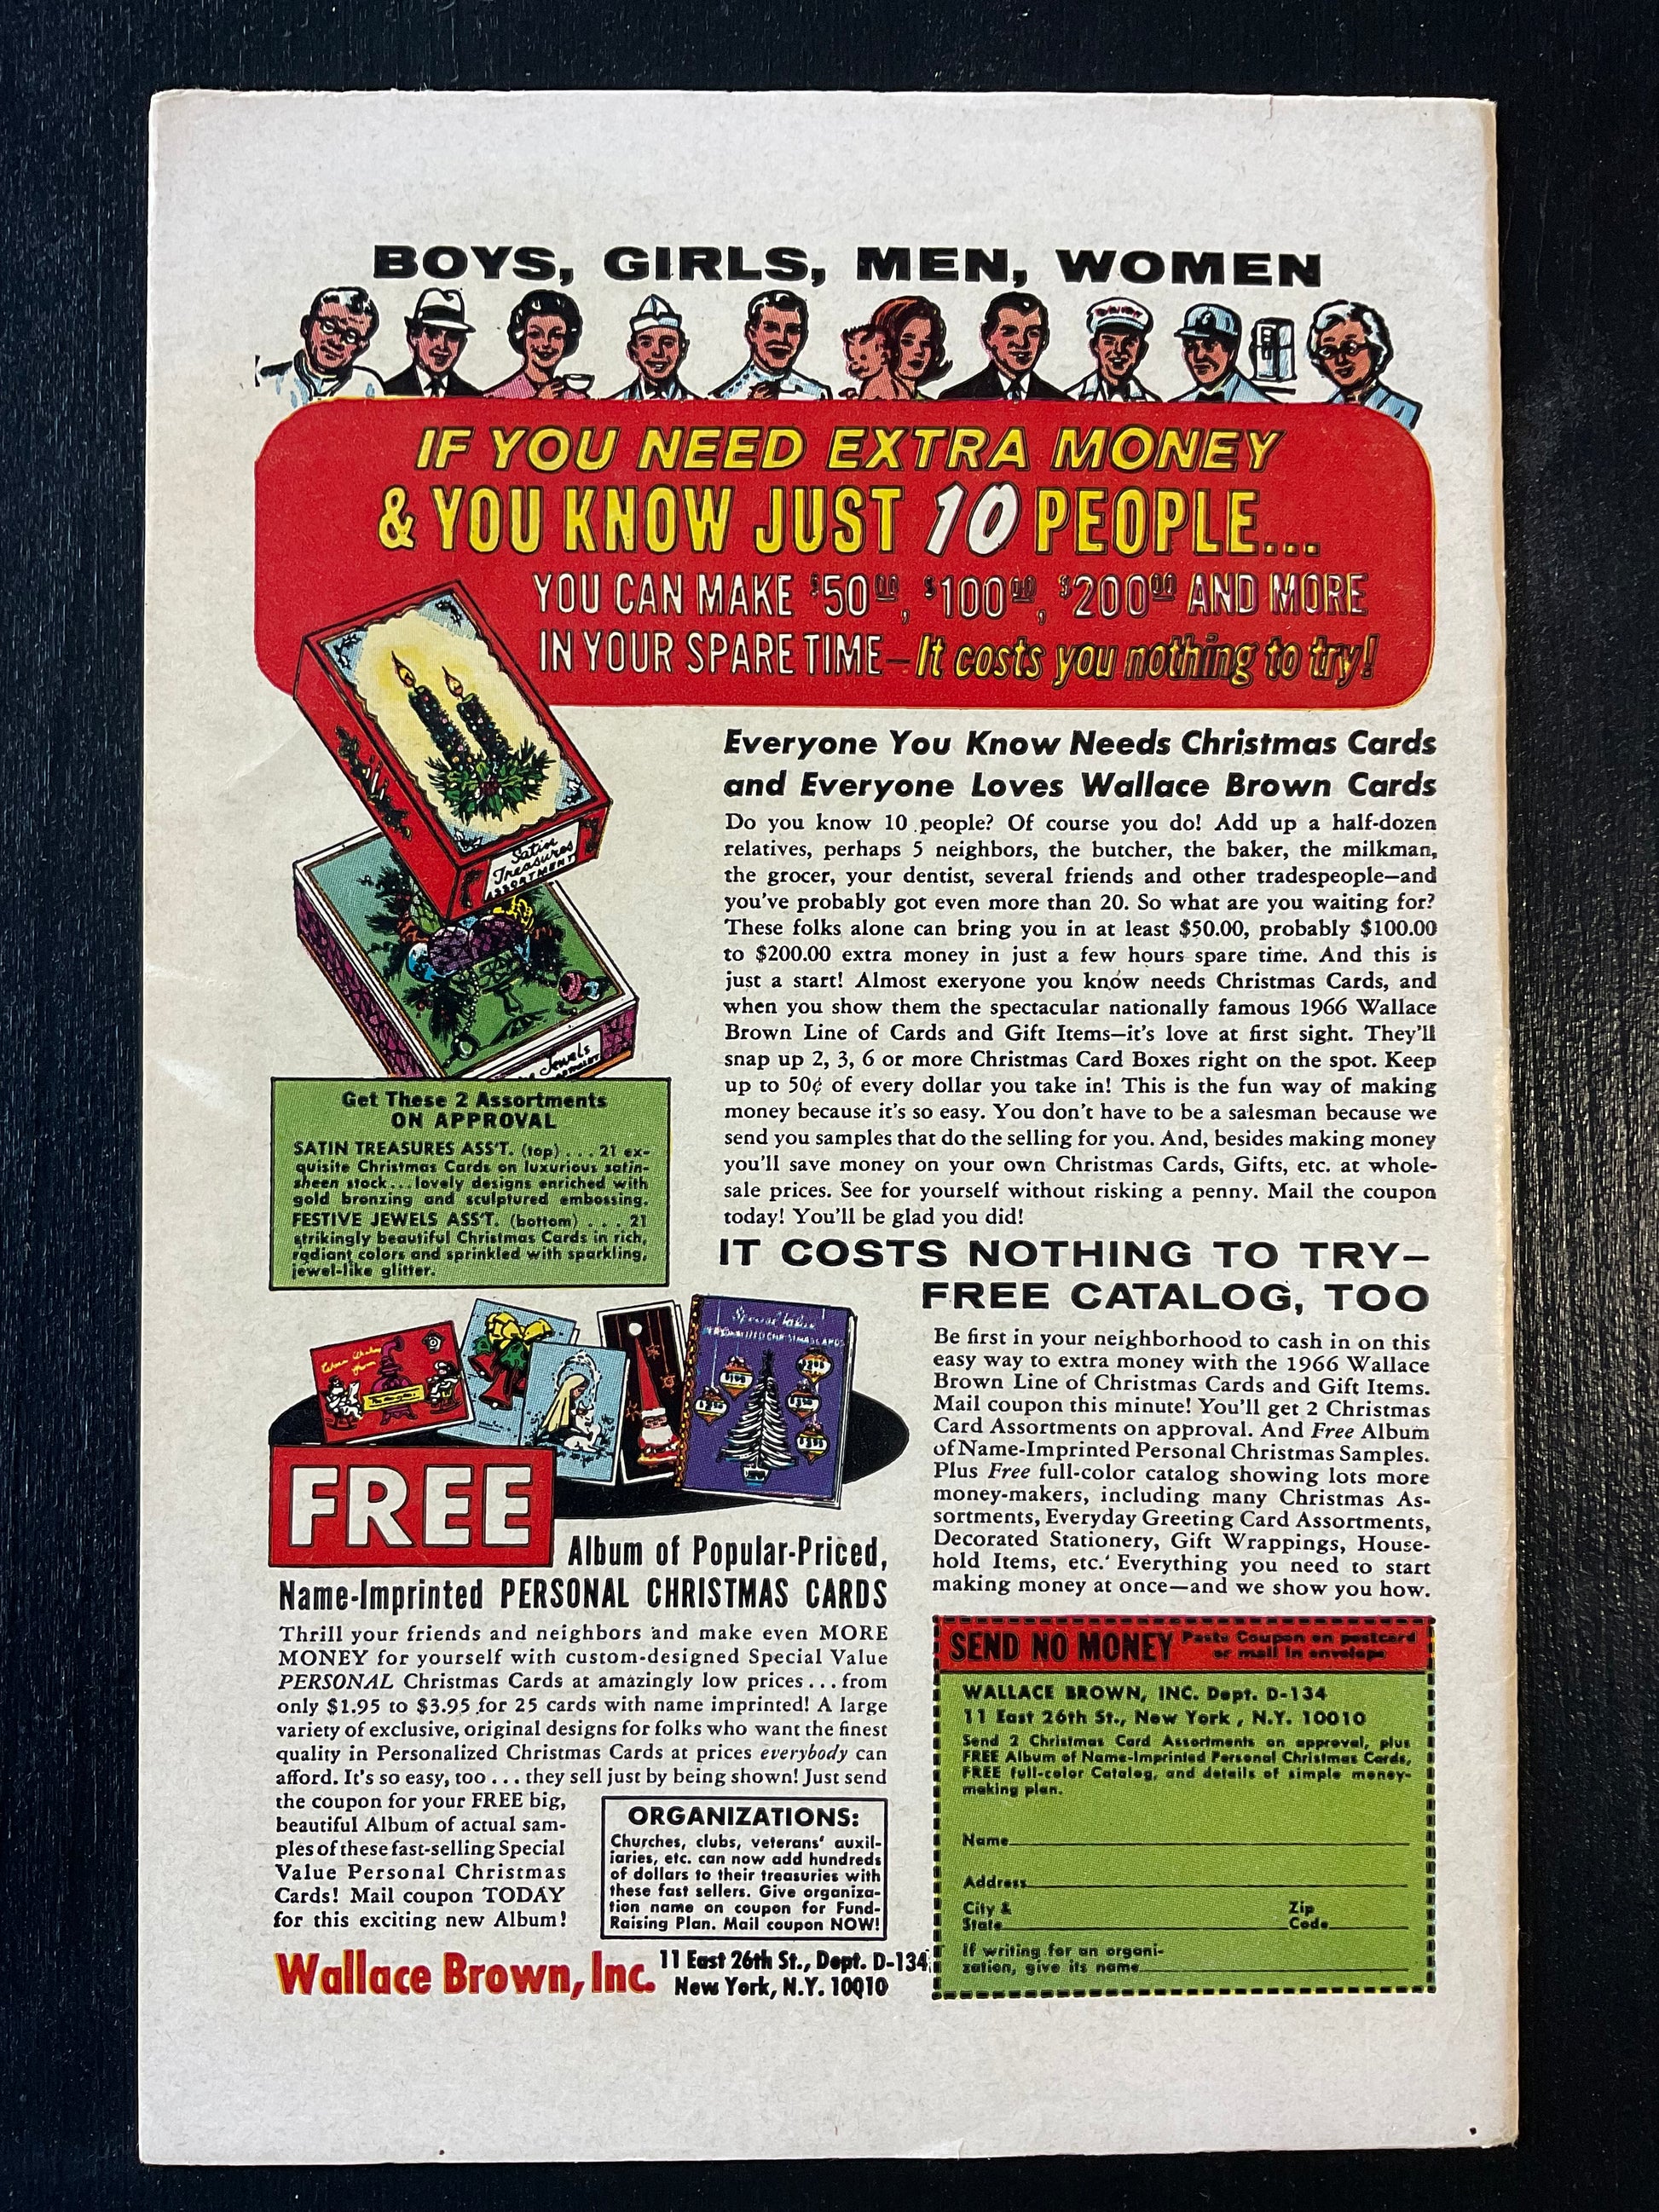 BOYS, GIRLS, MEN, WOMEN
DAIRY
IF YOU NEED EXTRA MONEY
& YOU KNOW JUST 10 PEOPLE...
YOU CAN MAKE $50.00, $100.00, $200.00 AND MORE
IN YOUR SPARE TIME—It costs you nothing to try!
Satin
Treasures
ASSORTMENT
Jewels
Everyone You Know Needs Christmas Cards
and Everyone Loves Wallace Brown Cards
Do you know 10 people? Of course you do! Add up a half-dozen
relatives, perhaps 5 neighbors, the butcher, the baker, the milkman,
the grocer, your dentist, several friends and other tradespeople—and
you've probably got even more than 20. So what are you waiting for?
These folks alone can bring you in at least $50.00, probably $100.00
to $200.00 extra money in just a few hours spare time. And this is
just a start! Almost exeryone you know needs Christmas Cards, and
when you show them the spectacular nationally famous 1966 Wallace
Brown Line of Cards and Gift Items—it's love at first sight. They'll
snap up 2, 3, 6 or more Christmas Card Boxes right on the spot. Keep
up to 50¢ of every dollar you take in! This is the fun way of making
money because it's so easy. You don't have to be a salesman because we
send you samples that do the selling for you. And, besides making money
you'll save money on your own Christmas Cards, Gifts, etc. at whole-
sale prices. See for yourself without risking a penny. Mail the coupon
today! You'll be glad you did!
Get These 2 Assortments
ON APPROVAL
SATIN TREASURES ASS'T. (top) . . . 21 ex-
quisite Christmas Cards on luxurious satin-
sheen stock...lovely designs enriched with
gold bronzing and sculptured embossing.
FESTIVE JEWELS ASS'T. (bottom) . . . 21
strikingly beautiful Christmas Cards in rich,
radiant colors and sprinkled with sparkling,
jewel-like glitter.
IT COSTS NOTHING TO TRY—
FREE CATALOG, TOO
Be first in your neighborhood to cash in on this
easy way to extra money with the 1966 Wallace
Brown Line of Christmas Cards and Gift Items.
Mail coupon this minute! You'll get 2 Christmas
Card Assortments on approval. And Free Album
of Name-Imprinted Personal Christmas Samples.
Plus Free full-color catalog showing lots more
money-makers, including many Christmas As-
sortments, Everyday Greeting Card Assortments,
Decorated Stationery, Gift Wrappings, House-
hold Items, etc. Everything you need to start
making money at once—and we show you how.
Special Value
PERSONALIZED CHRISTMAS CARDS
FREE
Album of Popular-Priced,
Name-Imprinted PERSONAL CHRISTMAS CARDS
Thrill your friends and neighbors and make even MORE
MONEY for yourself with custom-designed Special Value
PERSONAL Christmas Cards at amazingly low prices . . . from
only $1.95 to $3.95 for 25 cards with name imprinted! A large
variety of exclusive, original designs for folks who want the finest
quality in Personalized Christmas Cards at prices everybody can
afford. It's so easy, too . . . they sell just by being shown! Just send
the coupon for your FREE big,
beautiful Album of actual sam-
ples of these fast-selling Special
Value Personal Christmas
Cards! Mail coupon TODAY
for this exciting new Album!
ORGANIZATIONS:
Churches, clubs, veterans' auxil-
iaries, etc. can now add hundreds
of dollars to their treasuries with
these fast sellers. Give organiza-
tion name on coupon for Fund-
Raising Plan. Mail coupon NOW!
Wallace Brown, Inc. 11 East 26th St., Dept. D-134
New York, N.Y. 10010
SEND NO MONEY Paste Coupon on postcard
or mail in envelope
WALLACE BROWN, INC. Dept. D-134
11 East 26th St., New York, N.Y. 10010
Send 2 Christmas Card Assortments on approval, plus
FREE Album of Name-Imprinted Personal Christmas Cards,
FREE full-color Catalog, and details of simple money-
making plan.
Name
Address
City & State
Zip Code
If writing for an organi-
zation, give its name